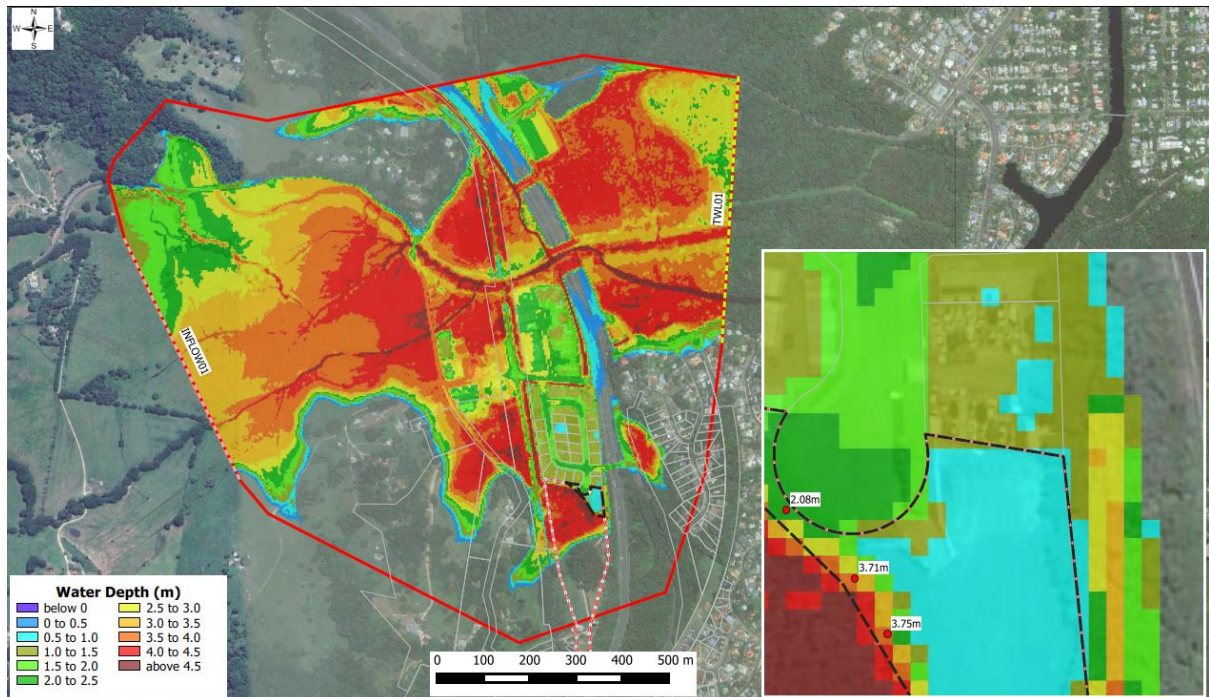 N
W E
S
TWL01
INFLOW01
2.08m
3.71m
3.75m
Water Depth (m)
below 0
0 to 0.5
0.5 to 1.0
1.0 to 1.5
1.5 to 2.0
2.0 to 2.5
2.5 to 3.0
3.0 to 3.5
3.5 to 4.0
4.0 to 4.5
above 4.5
0 100 200 300 400 500 m